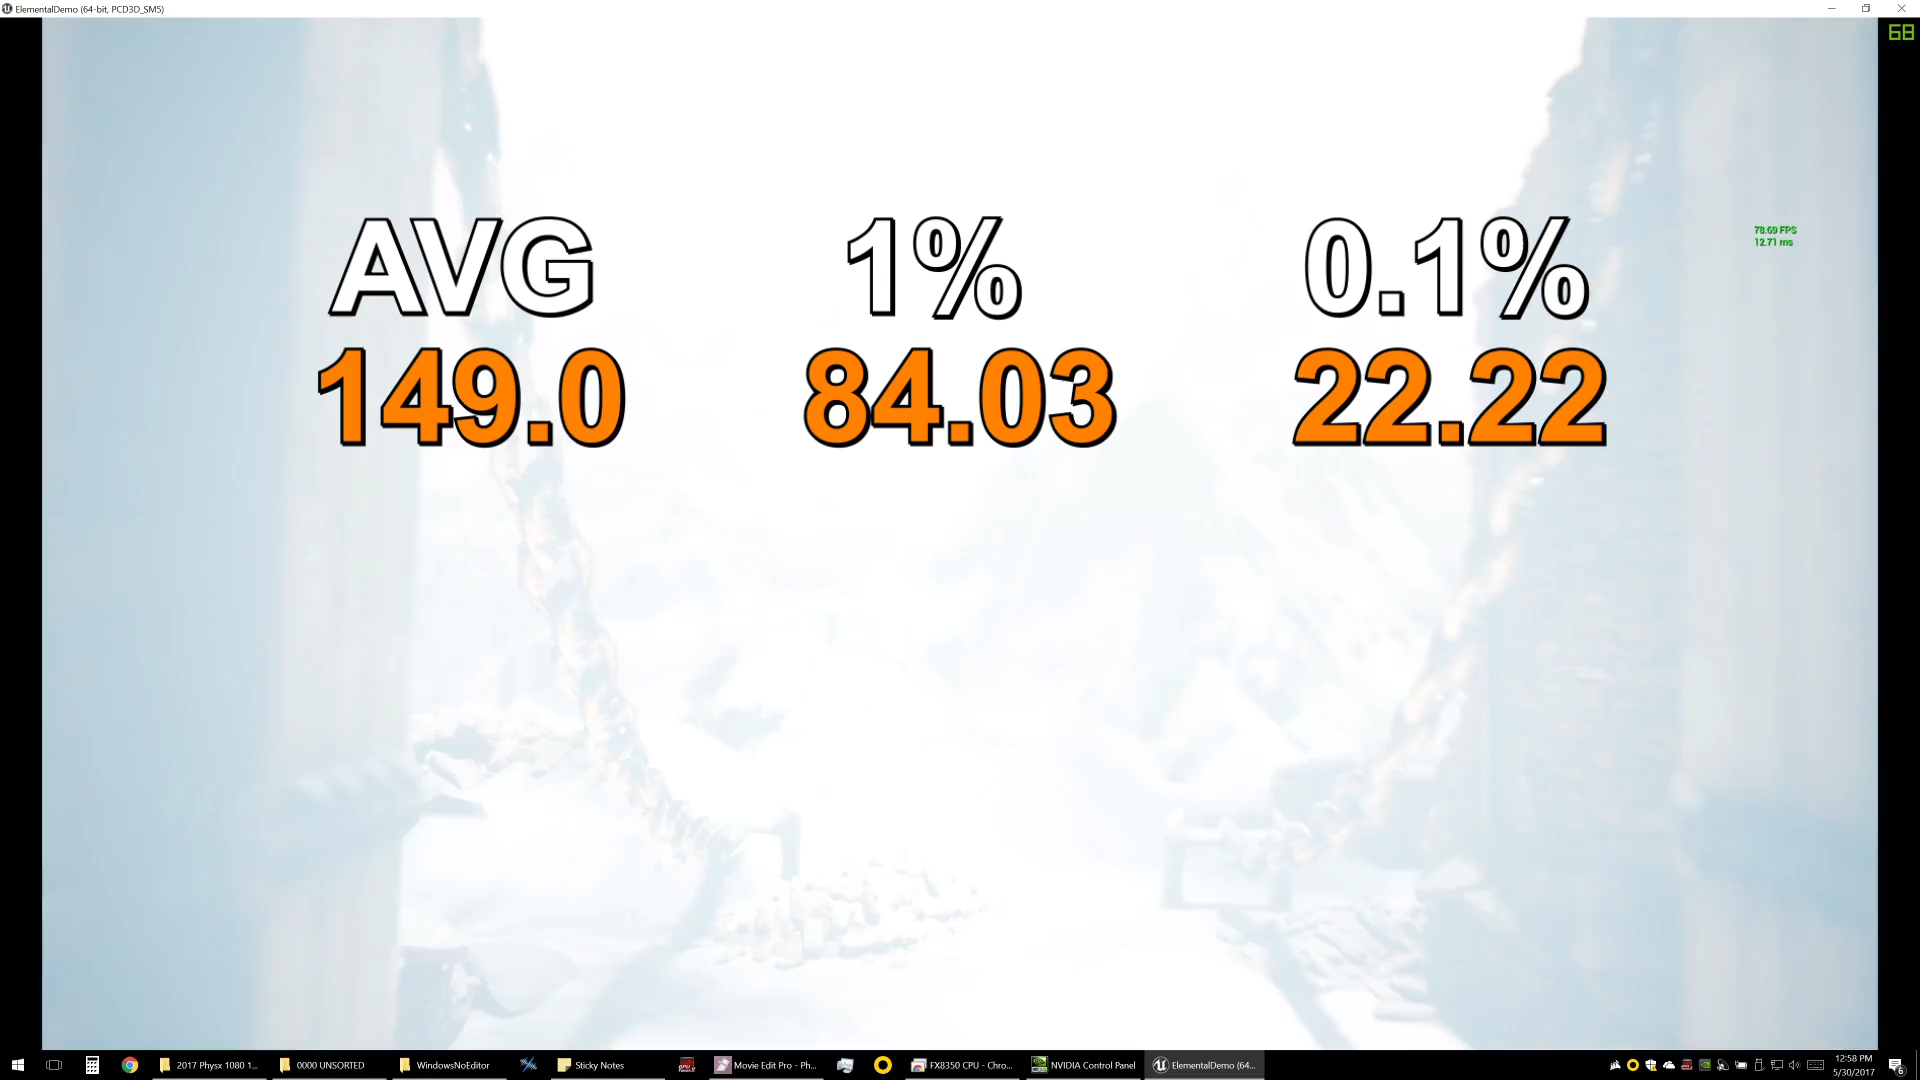 ElementalDemo (64-bit, PCD3D_SM5)
68
AVG 1% 0.1%
149.0 84.03 22.22
78.69 FPS
12.71 ms
2017 Physx 1080 1...
0000 UNSORTED
WindowsNoEditor
Sticky Notes
Movie Edit Pro - Ph...
FX8350 CPU - Chro...
NVIDIA Control Panel
ElementalDemo (64...
12:58 PM
5/30/2017
6